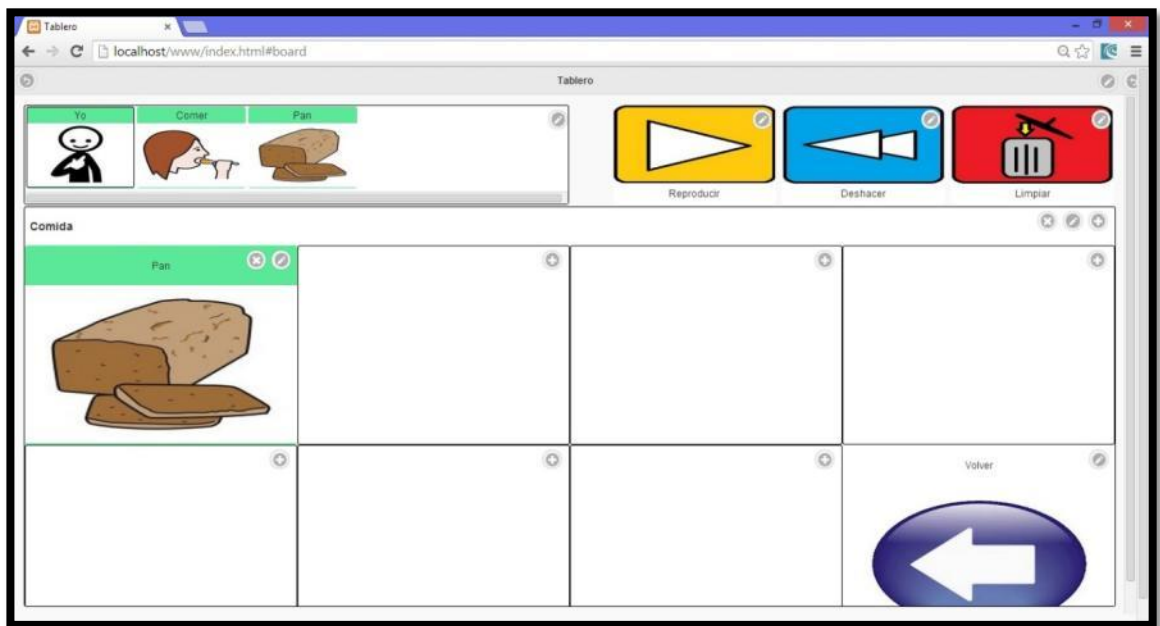 Tablero
localhost/www/index.html#board
Tablero
Yo Comer Pan
Reproducir Deshacer Limpiar
Comida
Pan
Volver